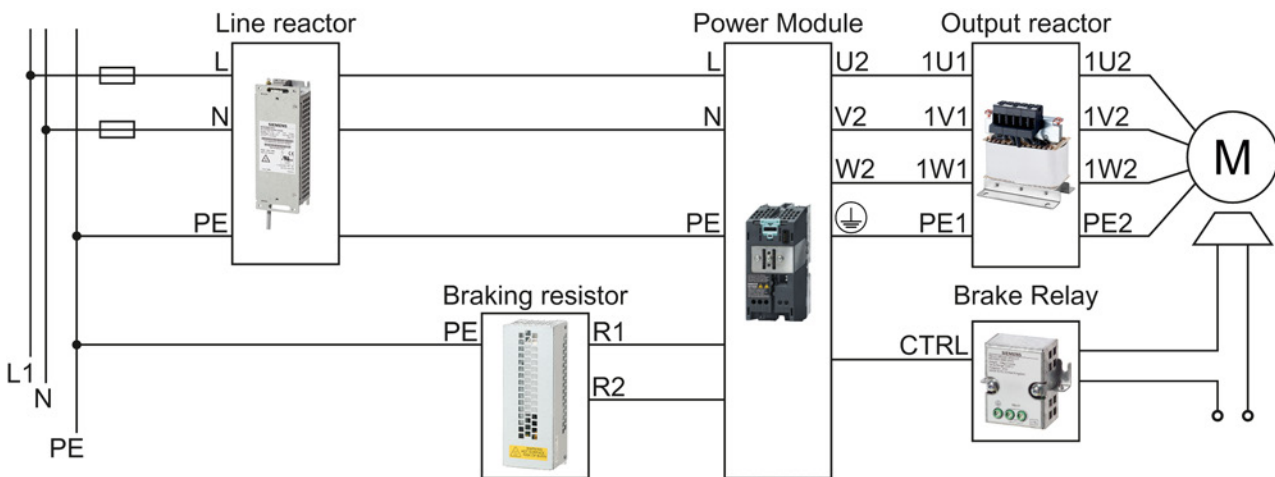 Line reactor
Power Module
Output reactor
L
L
U2
1U1
1U2
N
N
V2
1V1
1V2
W2
1W1
1W2
M
PE
PE
PE1
PE2
SIEMENS
Braking resistor
Brake Relay
PE
R1
CTRL
R2
L1
N
PE